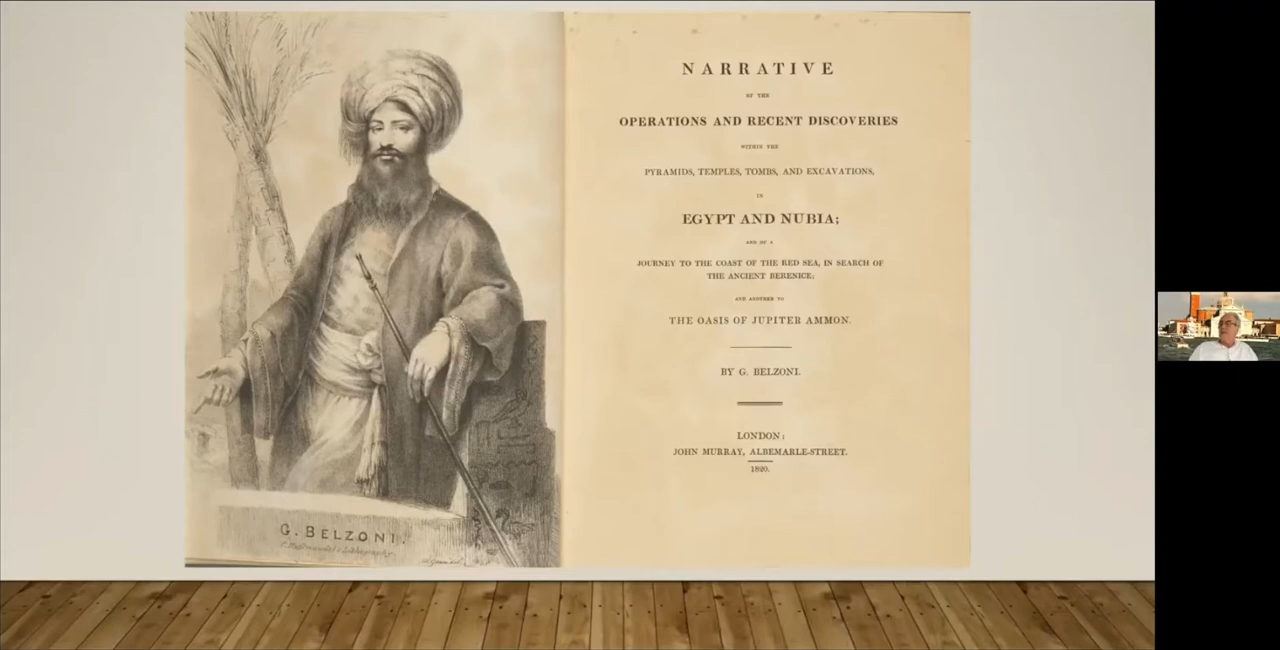 G. BELZONI.
NARRATIVE
OF THE
OPERATIONS AND RECENT DISCOVERIES
WITHIN THE
PYRAMIDS, TEMPLES, TOMBS, AND EXCAVATIONS,
IN
EGYPT AND NUBIA;
AND OF A
JOURNEY TO THE COAST OF THE RED SEA, IN SEARCH OF
THE ANCIENT BERENICE;
AND ANOTHER TO
THE OASIS OF JUPITER AMMON.
BY G. BELZONI.
LONDON:
JOHN MURRAY, ALBEMARLE-STREET.
1820.